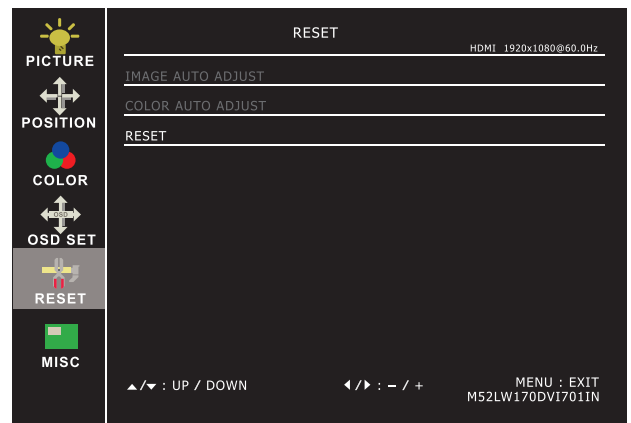 RESET
HDMI 1920x1080@60.0Hz
PICTURE
POSITION
COLOR
OSD
OSD SET
RESET
MISC
IMAGE AUTO ADJUST
COLOR AUTO ADJUST
RESET
▲/▼ : UP / DOWN
◀/▶ : – / +
MENU : EXIT
M52LW170DVI701IN